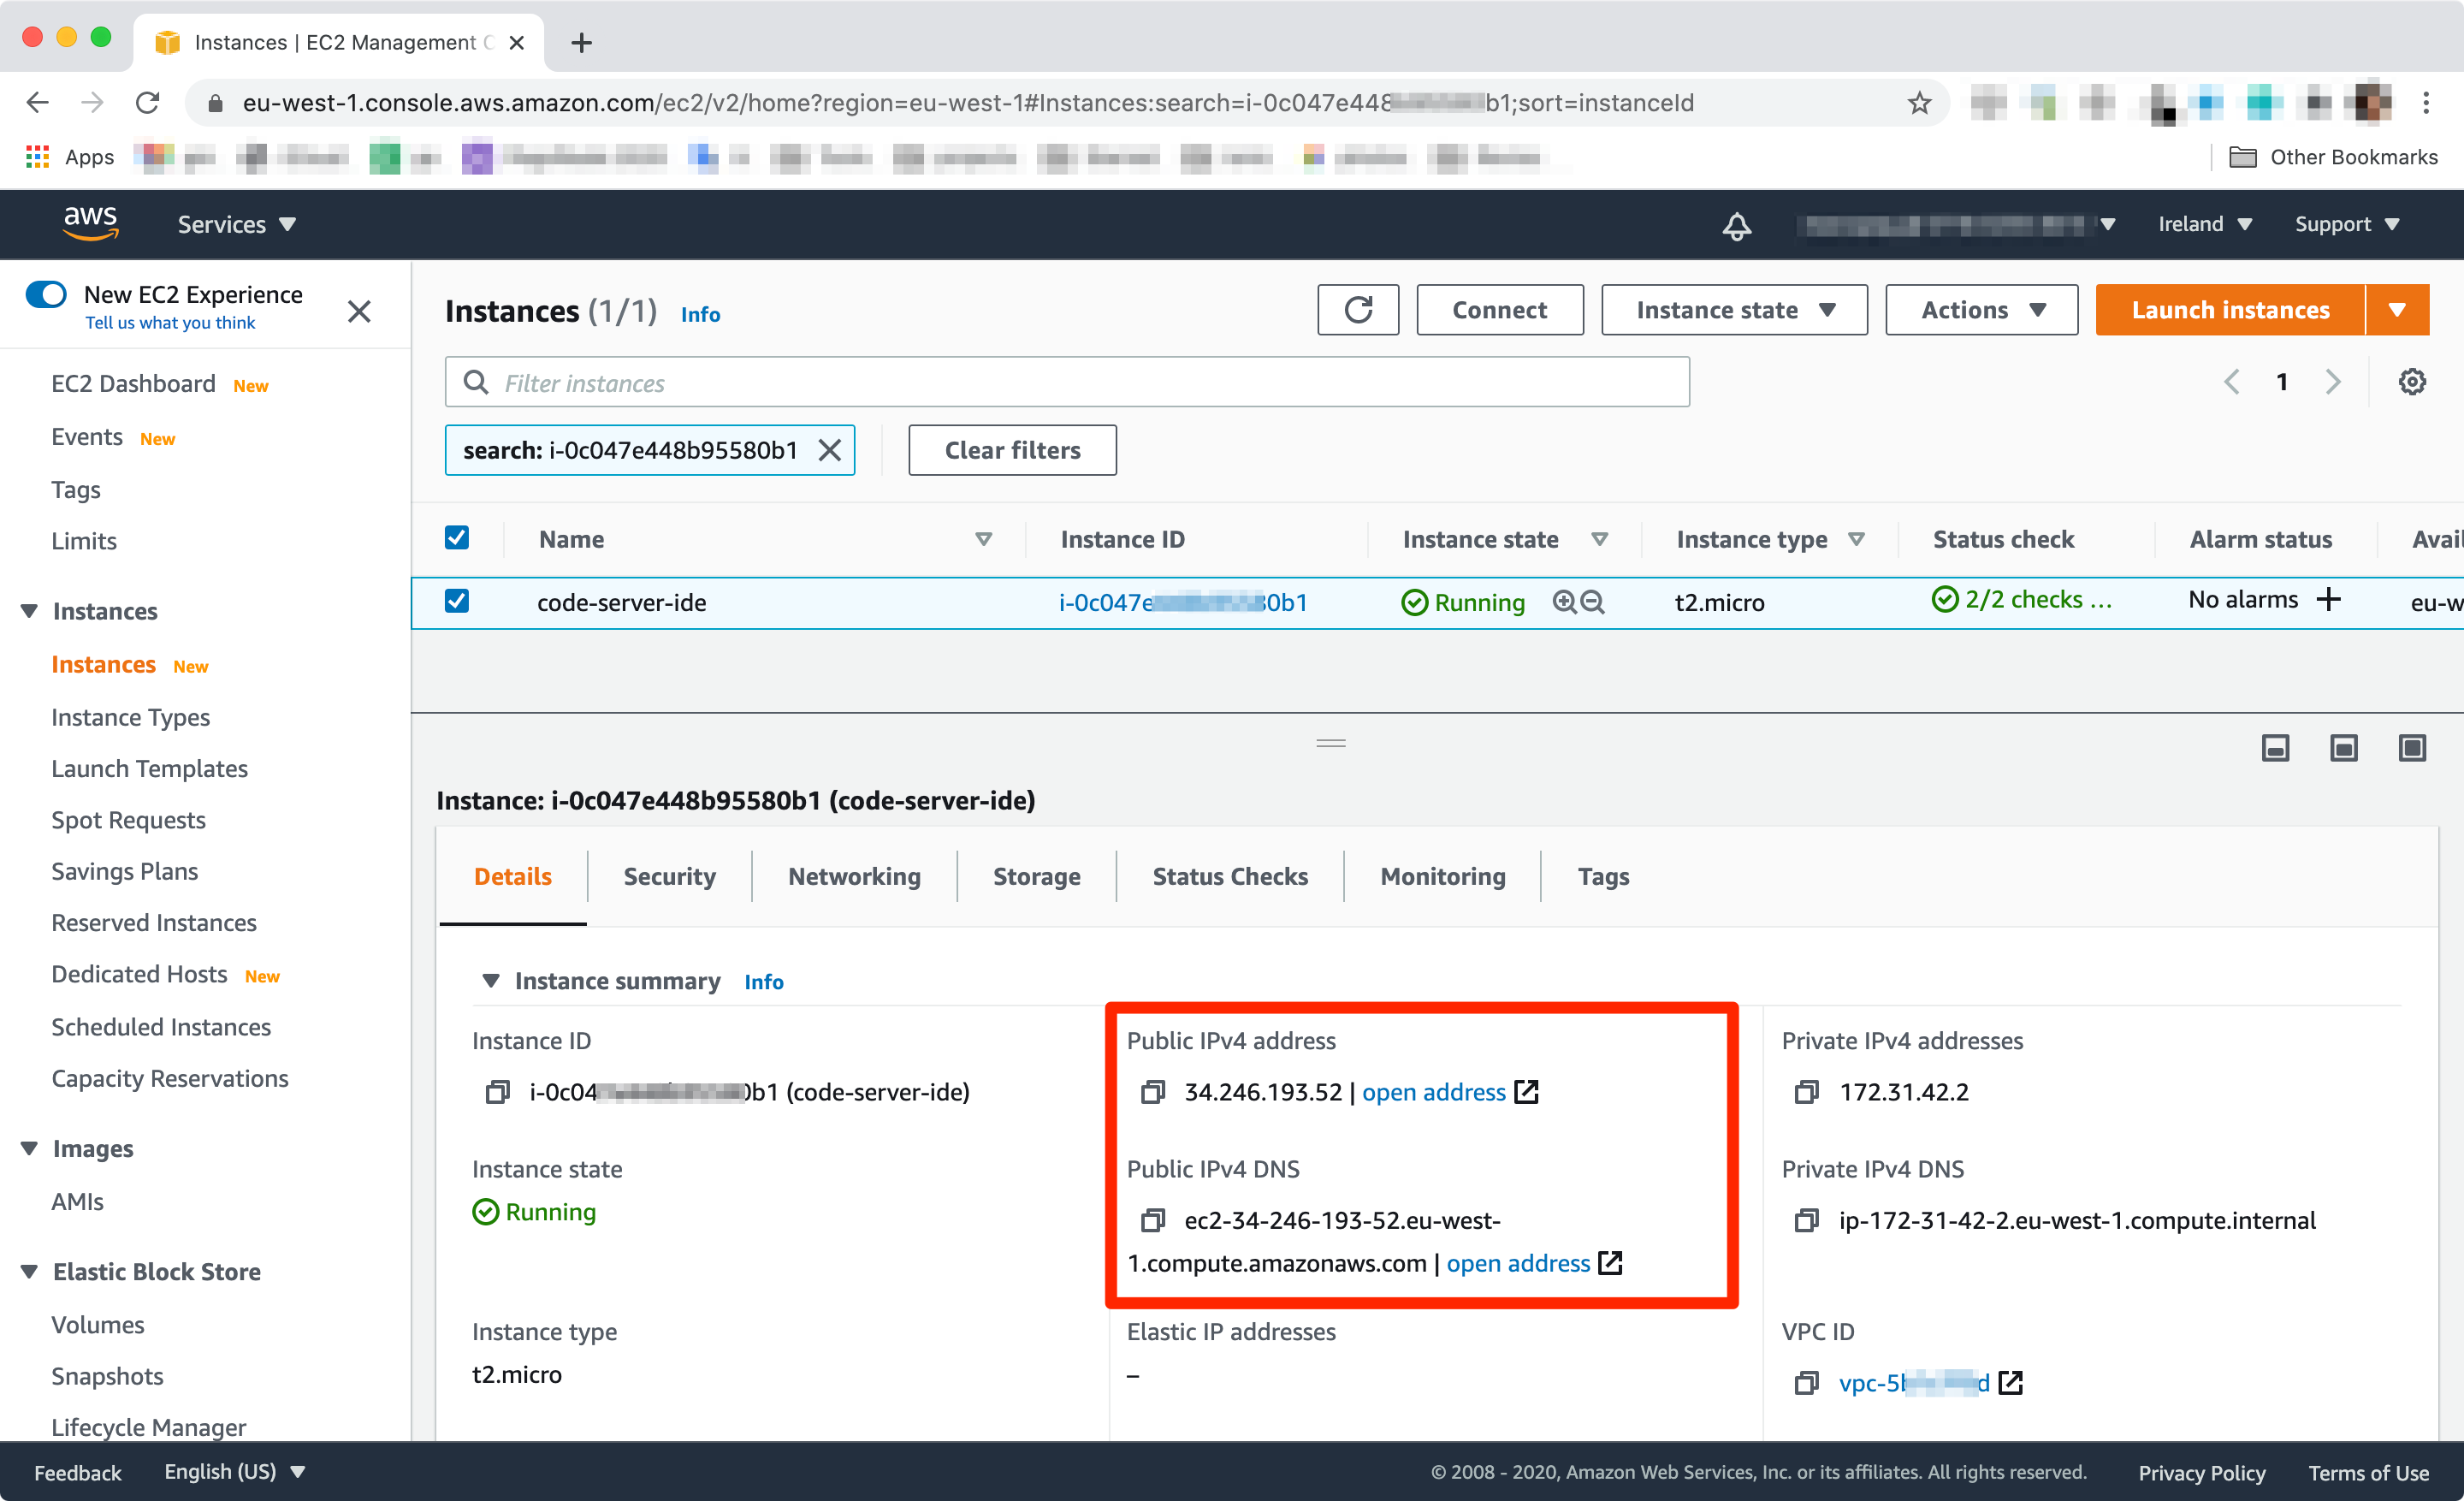 Instances | EC2 Management C
eu-west-1.console.aws.amazon.com/ec2/v2/home?region=eu-west-1#Instances:search=i-0c047e448 b1;sort=instanceId
Apps
Other Bookmarks
aws Services Ireland Support
New EC2 Experience
Tell us what you think
EC2 Dashboard New
Events New
Tags
Limits
Instances
Instances New
Instance Types
Launch Templates
Spot Requests
Savings Plans
Reserved Instances
Dedicated Hosts New
Scheduled Instances
Capacity Reservations
Images
AMIs
Elastic Block Store
Volumes
Snapshots
Lifecycle Manager
Instances (1/1) Info
Connect Instance state Actions Launch instances
Filter instances
1
search: i-0c047e448b95580b1
Clear filters
Name Instance ID Instance state Instance type Status check Alarm status Avail
code-server-ide i-0c047e 0b1 Running t2.micro 2/2 checks ... No alarms + eu-w
Instance: i-0c047e448b95580b1 (code-server-ide)
Details Security Networking Storage Status Checks Monitoring Tags
Instance summary Info
Instance ID
i-0c04 0b1 (code-server-ide)
Public IPv4 address
34.246.193.52 | open address
Private IPv4 addresses
172.31.42.2
Instance state
Running
Public IPv4 DNS
ec2-34-246-193-52.eu-west-
1.compute.amazonaws.com | open address
Private IPv4 DNS
ip-172-31-42-2.eu-west-1.compute.internal
Instance type
t2.micro
Elastic IP addresses
–
VPC ID
vpc-5b d
Feedback English (US) © 2008 - 2020, Amazon Web Services, Inc. or its affiliates. All rights reserved. Privacy Policy Terms of Use